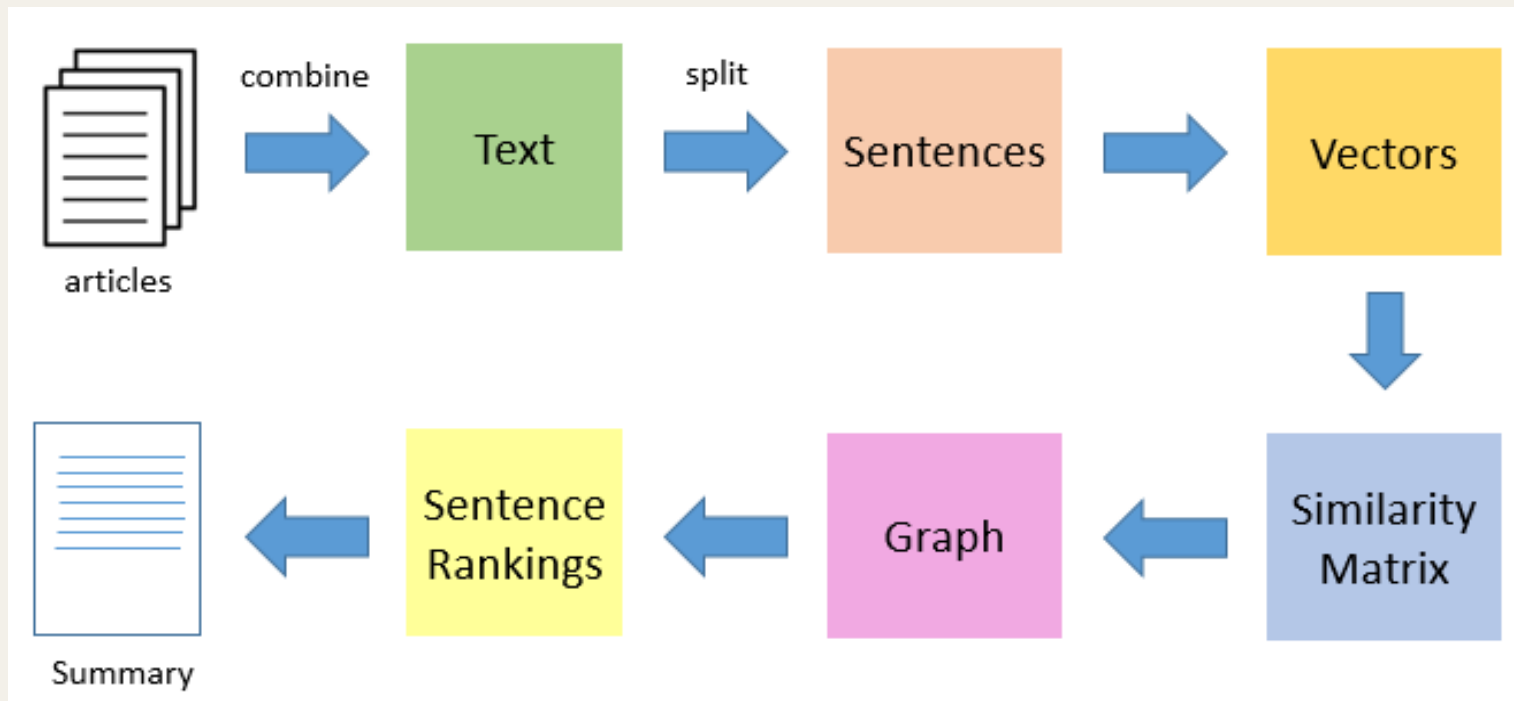 combine
split
Text
Sentences
Vectors
articles
Similarity
Matrix
Graph
Sentence
Rankings
Summary